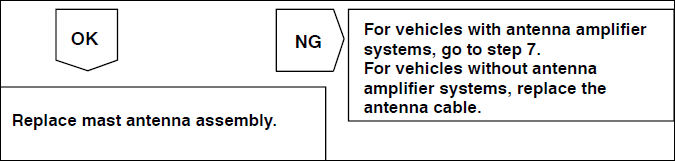 OK
Replace mast antenna assembly.
NG
For vehicles with antenna amplifier
systems, go to step 7.
For vehicles without antenna
amplifier systems, replace the
antenna cable.